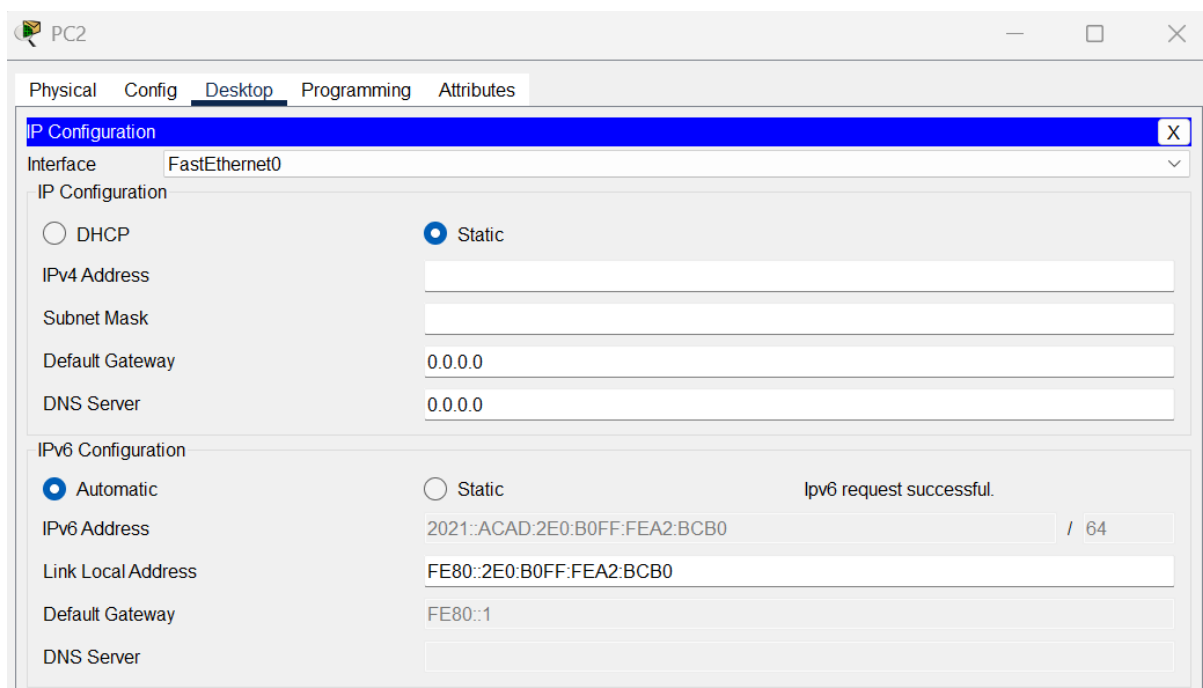 PC2
Physical Config Desktop Programming Attributes
IP Configuration X
Interface FastEthernet0
IP Configuration
DHCP Static
IPv4 Address
Subnet Mask
Default Gateway 0.0.0.0
DNS Server 0.0.0.0
IPv6 Configuration
Automatic Static Ipv6 request successful.
IPv6 Address 2021::ACAD:2E0:B0FF:FEA2:BCB0 / 64
Link Local Address FE80::2E0:B0FF:FEA2:BCB0
Default Gateway FE80::1
DNS Server